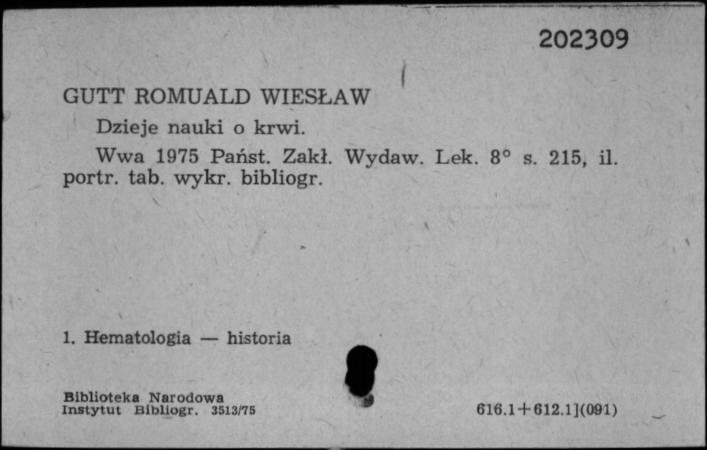 202309
GUTT ROMUALD WIESŁAW
Dzieje nauki o krwi.
Wwa 1975 Państ. Zakł. Wydaw. Lek. 8° s. 215, il.
portr. tab. wykr. bibliogr.
1. Hematologia — historia
Biblioteka Narodowa
Instytut Bibliogr. 3513/75
616.1+612.1](091)